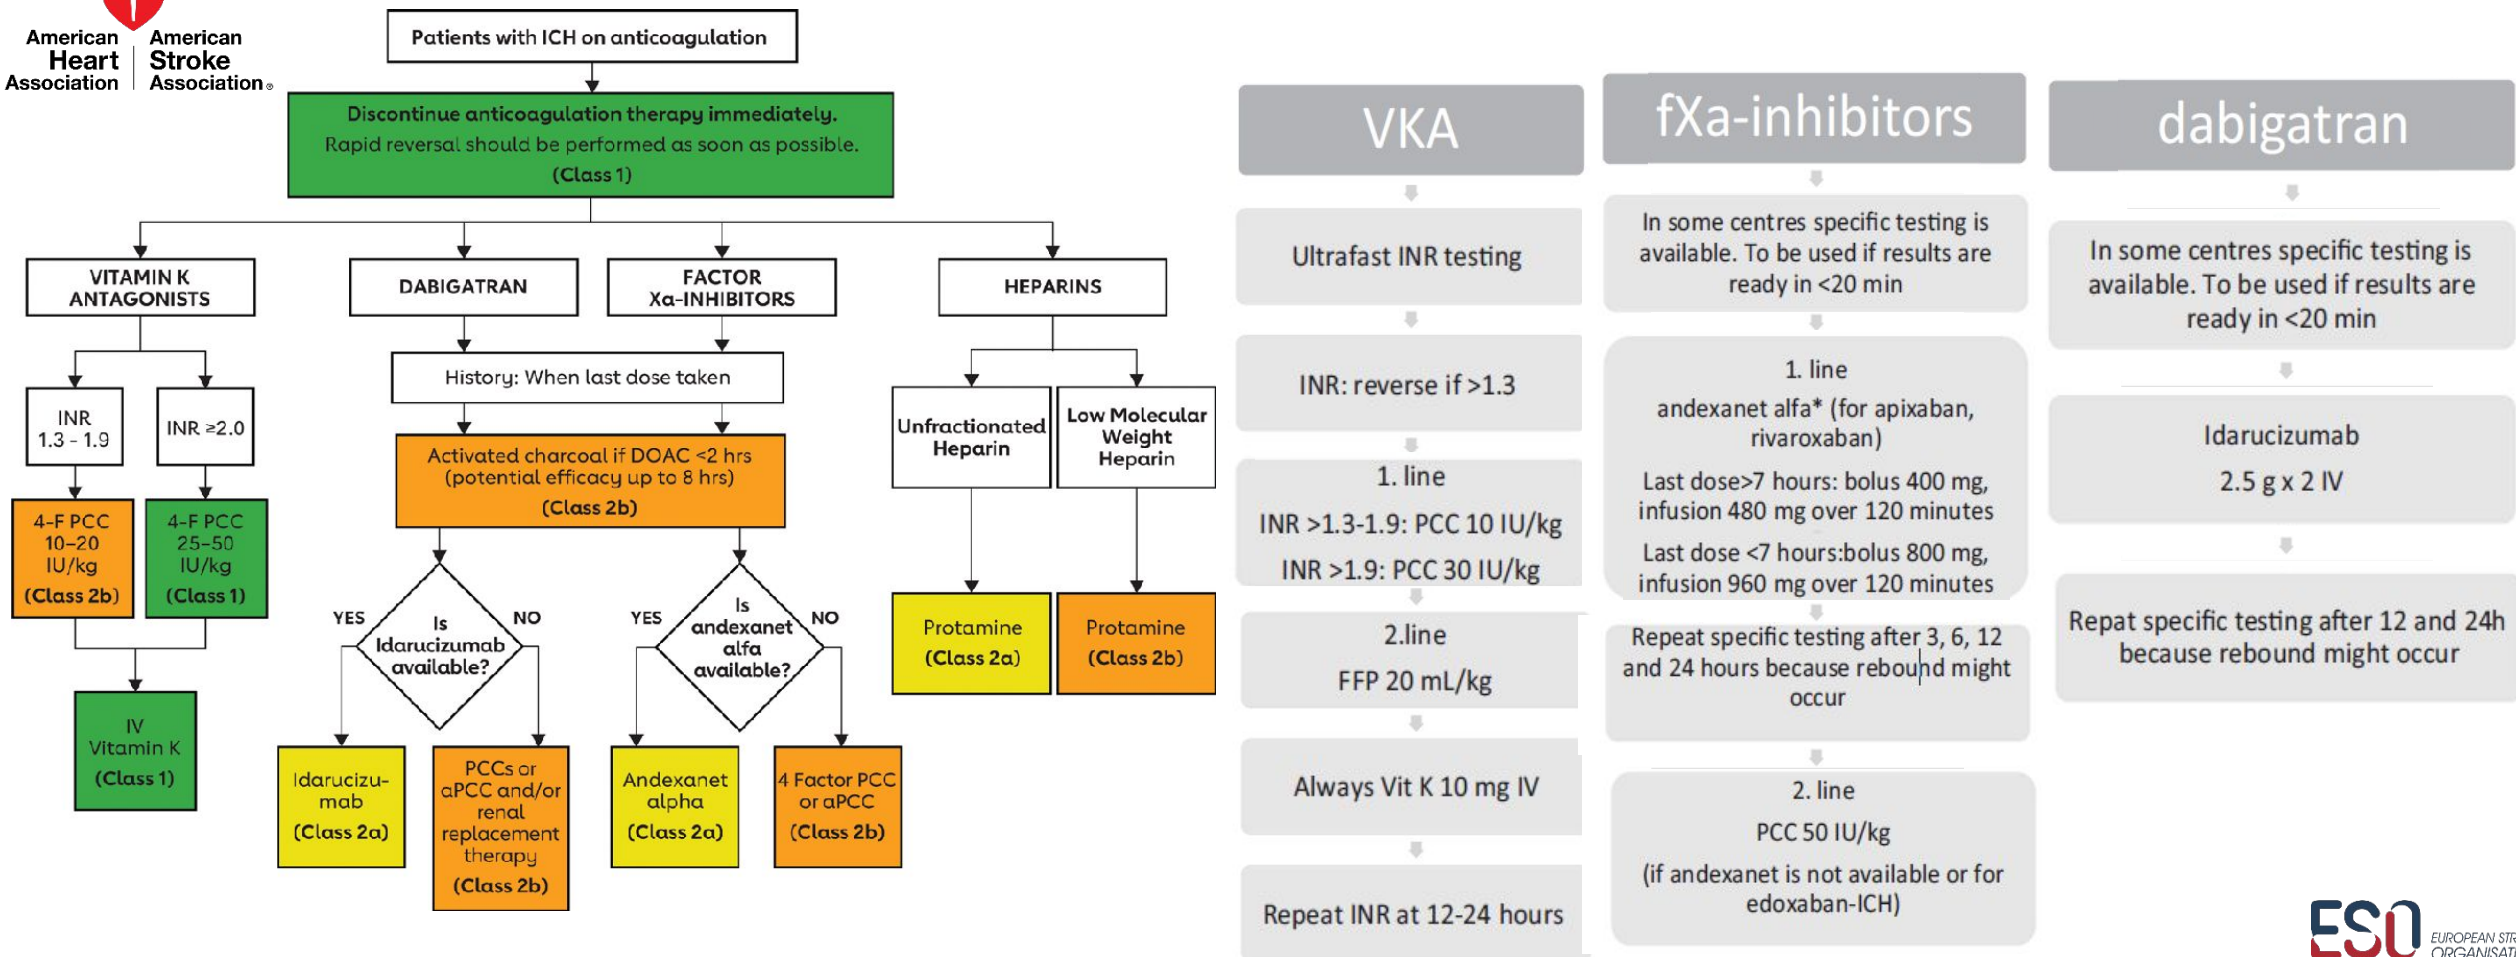 American
Heart
Association
American
Stroke
Association®
Patients with ICH on anticoagulation
Discontinue anticoagulation therapy immediately.
Rapid reversal should be performed as soon as possible.
(Class 1)
VITAMIN K
ANTAGONISTS
DABIGATRAN
FACTOR
Xa-INHIBITORS
HEPARINS
History: When last dose taken
INR
1.3 - 1.9
INR ≥2.0
Activated charcoal if DOAC <2 hrs
(potential efficacy up to 8 hrs)
(Class 2b)
Unfractionated
Heparin
Low Molecular
Weight
Heparin
4-F PCC
10–20
IU/kg
(Class 2b)
4-F PCC
25–50
IU/kg
(Class 1)
IV
Vitamin K
(Class 1)
YES
Is
Idarucizumab
available?
NO
YES
Is
andexanet
alfa
available?
NO
Protamine
(Class 2a)
Protamine
(Class 2b)
Idarucizu-
mab
(Class 2a)
PCCs or
aPCC and/or
renal
replacement
therapy
(Class 2b)
Andexanet
alpha
(Class 2a)
4 Factor PCC
or aPCC
(Class 2b)
VKA
Ultrafast INR testing
INR: reverse if >1.3
1. line
INR >1.3-1.9: PCC 10 IU/kg
INR >1.9: PCC 30 IU/kg
2.line
FFP 20 mL/kg
Always Vit K 10 mg IV
Repeat INR at 12-24 hours
fXa-inhibitors
In some centres specific testing is
available. To be used if results are
ready in <20 min
1. line
andexanet alfa* (for apixaban,
rivaroxaban)
Last dose>7 hours: bolus 400 mg,
infusion 480 mg over 120 minutes
Last dose <7 hours:bolus 800 mg,
infusion 960 mg over 120 minutes
Repeat specific testing after 3, 6, 12
and 24 hours because rebound might
occur
2. line
PCC 50 IU/kg
(if andexanet is not available or for
edoxaban-ICH)
dabigatran
In some centres specific testing is
available. To be used if results are
ready in <20 min
Idarucizumab
2.5 g x 2 IV
Repat specific testing after 12 and 24h
because rebound might occur
ESO
EUROPEAN